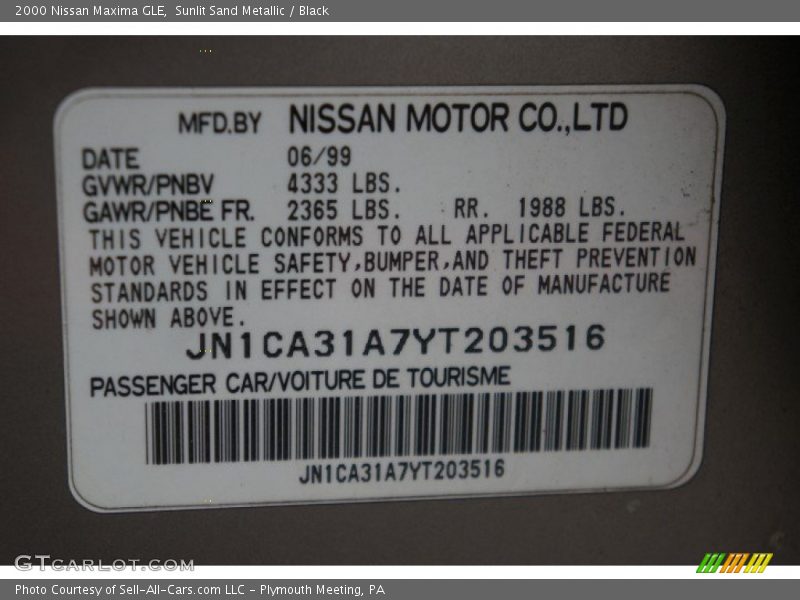 2000 Nissan Maxima GLE, Sunlit Sand Metallic / Black
MFD.BY NISSAN MOTOR CO.,LTD
DATE 06/99
GVWR/PNBV 4333 LBS.
GAWR/PNBE FR. 2365 LBS. RR. 1988 LBS.
THIS VEHICLE CONFORMS TO ALL APPLICABLE FEDERAL
MOTOR VEHICLE SAFETY,BUMPER,AND THEFT PREVENTION
STANDARDS IN EFFECT ON THE DATE OF MANUFACTURE
SHOWN ABOVE.
JN1CA31A7YT203516
PASSENGER CAR/VOITURE DE TOURISME
JN1CA31A7YT203516
GTCARLOT.COM
Photo Courtesy of Sell-All-Cars.com LLC - Plymouth Meeting, PA